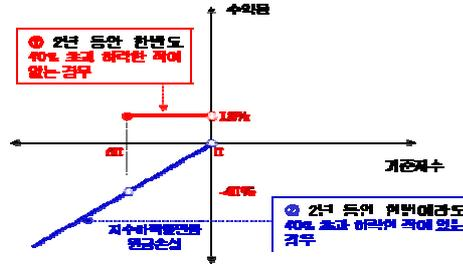 수익률
① 2년 동안 한번도
40% 초과 하락한 적이
없는 경우
기준지수
-40%
② 2년 동안 한번이라도
40% 초과 하락한 적이 있는
경우
지수하락률만큼
원금손실